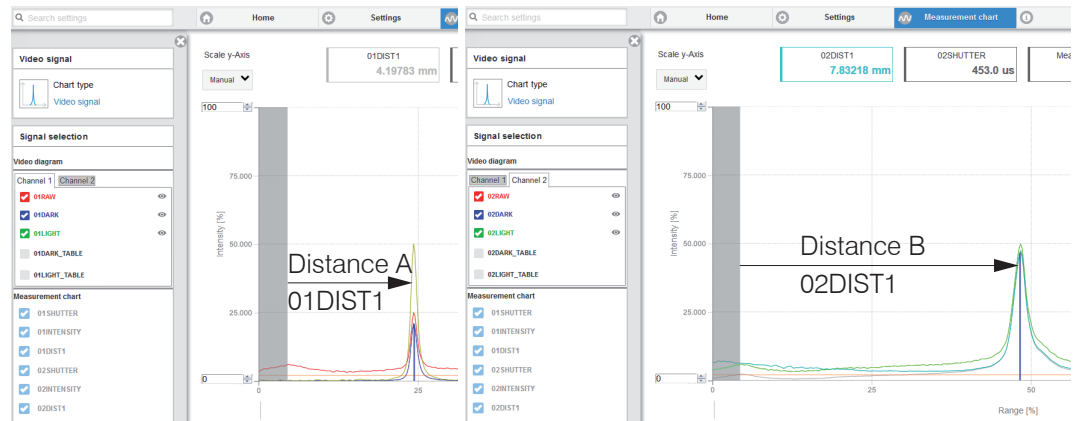 Search settings
Home
Settings
Video signal
Chart type
Video signal
Signal selection
Video diagram
Channel 1
Channel 2
01RAW
01DARK
01LIGHT
01DARK_TABLE
01LIGHT_TABLE
Measurement chart
01SHUTTER
01INTENSITY
01DIST1
02SHUTTER
02INTENSITY
02DIST1
Scale y-Axis
Manual
01DIST1
4.19783 mm
100
75.000
50.000
25.000
0
Intensity [%]
Distance A
01DIST1
0
25
Search settings
Home
Settings
Measurement chart
Video signal
Chart type
Video signal
Signal selection
Video diagram
Channel 1
Channel 2
02RAW
02DARK
02LIGHT
02DARK_TABLE
02LIGHT_TABLE
Measurement chart
01SHUTTER
01INTENSITY
01DIST1
02SHUTTER
02INTENSITY
02DIST1
Scale y-Axis
Manual
02DIST1
7.83218 mm
02SHUTTER
453.0 us
Mea
100
75.000
50.000
25.000
0
Intensity [%]
Distance B
02DIST1
0
25
50
Range [%]